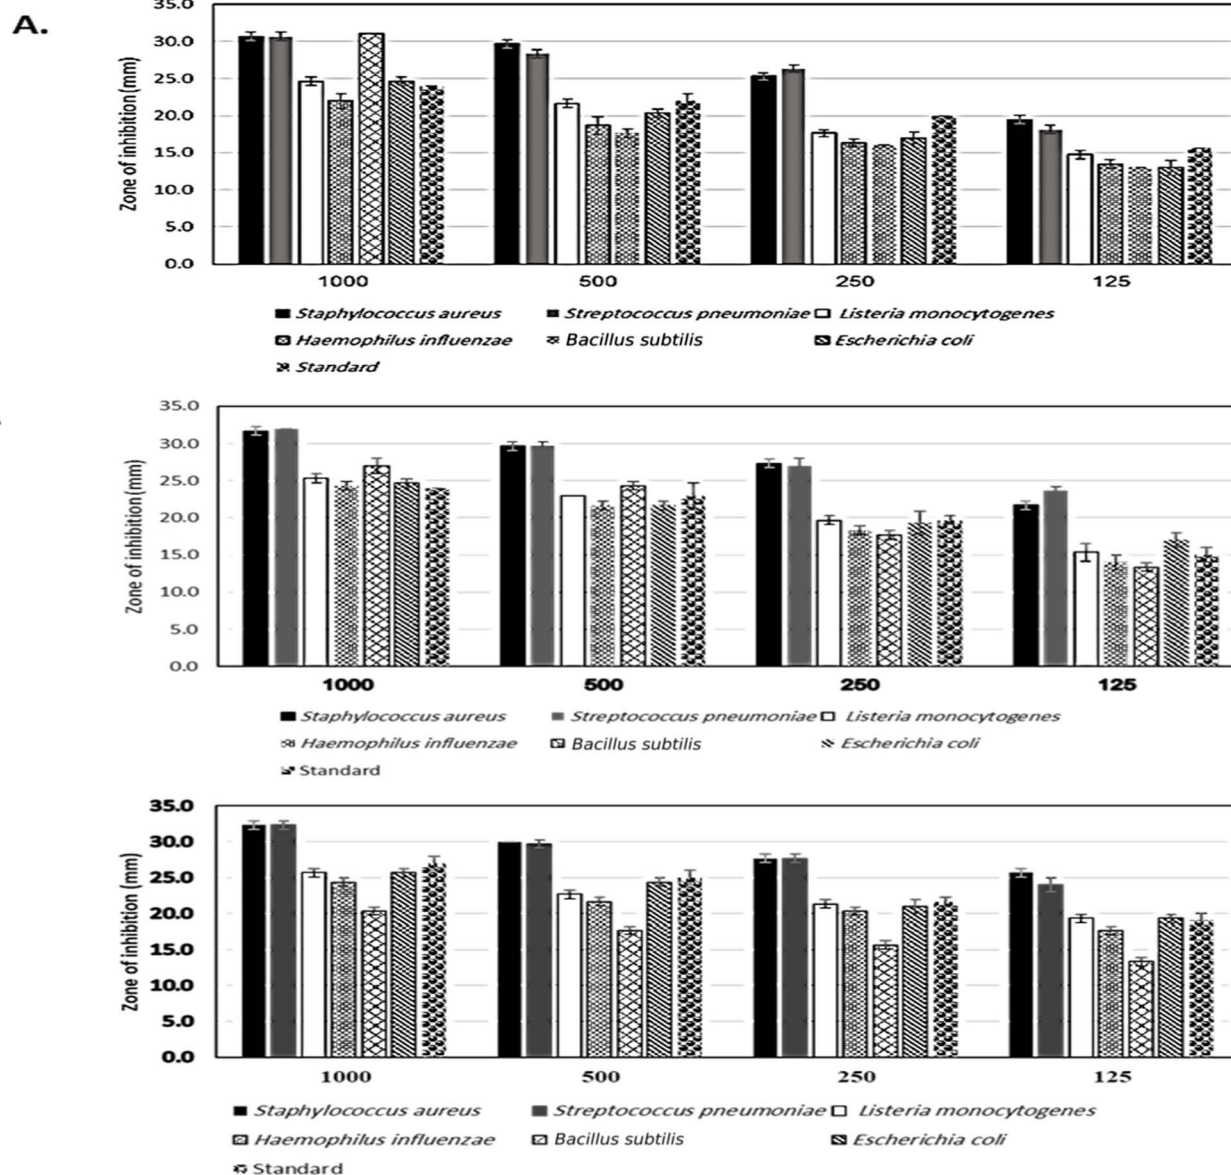 A.
35.0
30.0
25.0
20.0
15.0
10.0
5.0
0.0
Zone of inhibition (mm)
1000 500 250 125
Staphylococcus aureus Streptococcus pneumoniae Listeria monocytogenes
Haemophilus influenzae Bacillus subtilis Escherichia coli
Standard
35.0
30.0
25.0
20.0
15.0
10.0
5.0
0.0
Zone of inhibition (mm)
1000 500 250 125
Staphylococcus aureus Streptococcus pneumoniae Listeria monocytogenes
Haemophilus influenzae Bacillus subtilis Escherichia coli
Standard
35.0
30.0
25.0
20.0
15.0
10.0
5.0
0.0
Zone of inhibition (mm)
1000 500 250 125
Staphylococcus aureus Streptococcus pneumoniae Listeria monocytogenes
Haemophilus influenzae Bacillus subtilis Escherichia coli
Standard